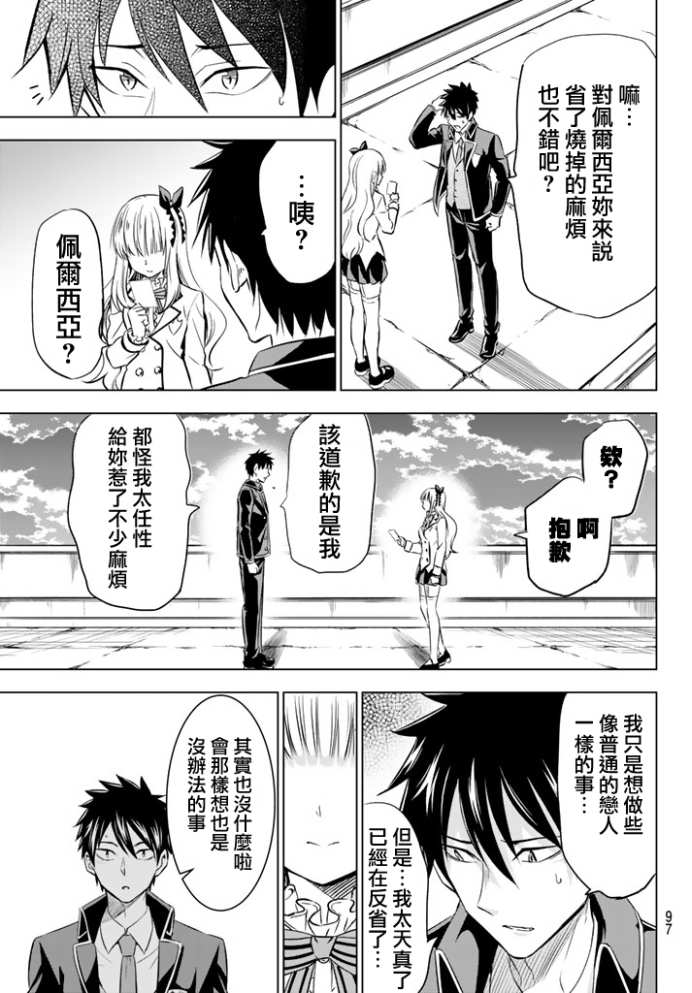 嘛…
對佩爾西亞妳來說
省了燒掉的麻煩
也不錯吧？
…咦？
佩爾西亞？
欸？
啊
抱歉
該道歉的是我
都怪我太任性
給妳惹了不少麻煩
我只是想做些
像普通的戀人
一樣的事…
但是…我太天真了
已經在反省了…
其實也沒什麼啦
會那樣想也是
沒辦法的事
97